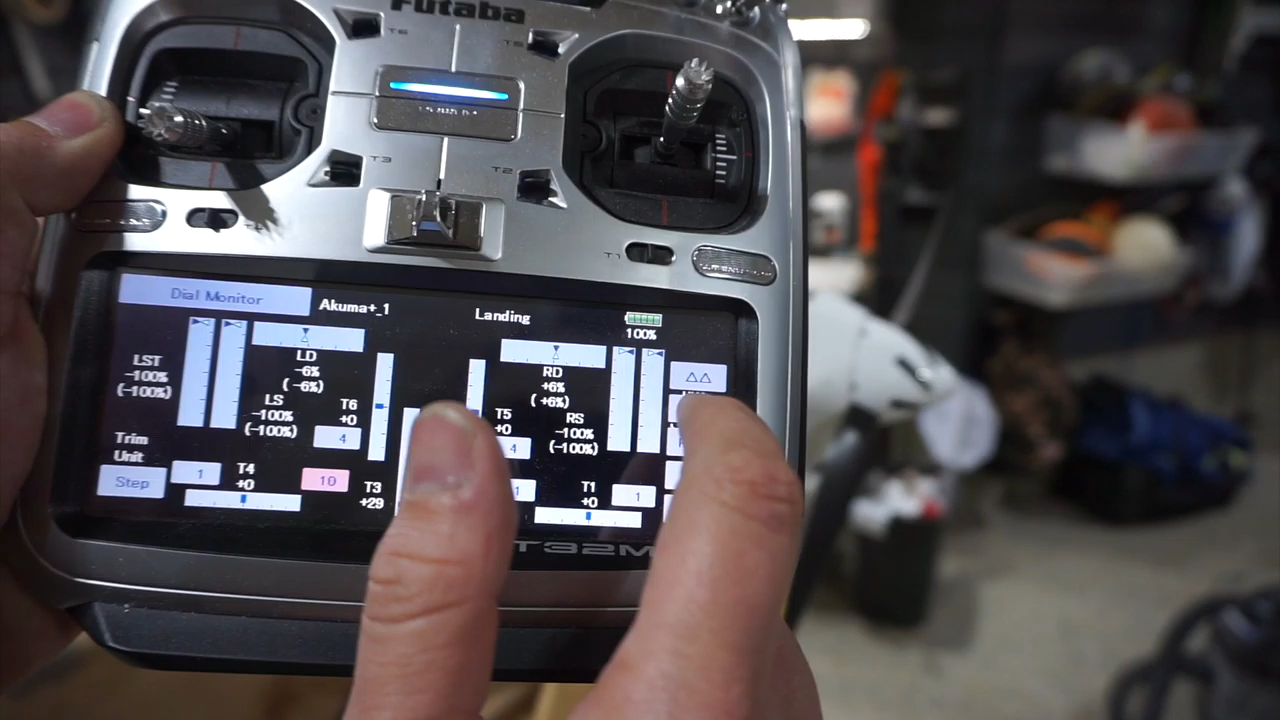 Futaba
T6
T5
T3
T2
T1
Dial Monitor
Akuma+_1
Landing
100%
LST
-100%
(-100%)
LD
-6%
( -6%)
LS
-100%
(-100%)
T6
+0
4
RD
+6%
( +6%)
T5
+0
4
RS
-100%
(-100%)
△△
Trim
Unit
Step
1
T4
+0
10
T3
+29
1
T1
+0
1
T32M